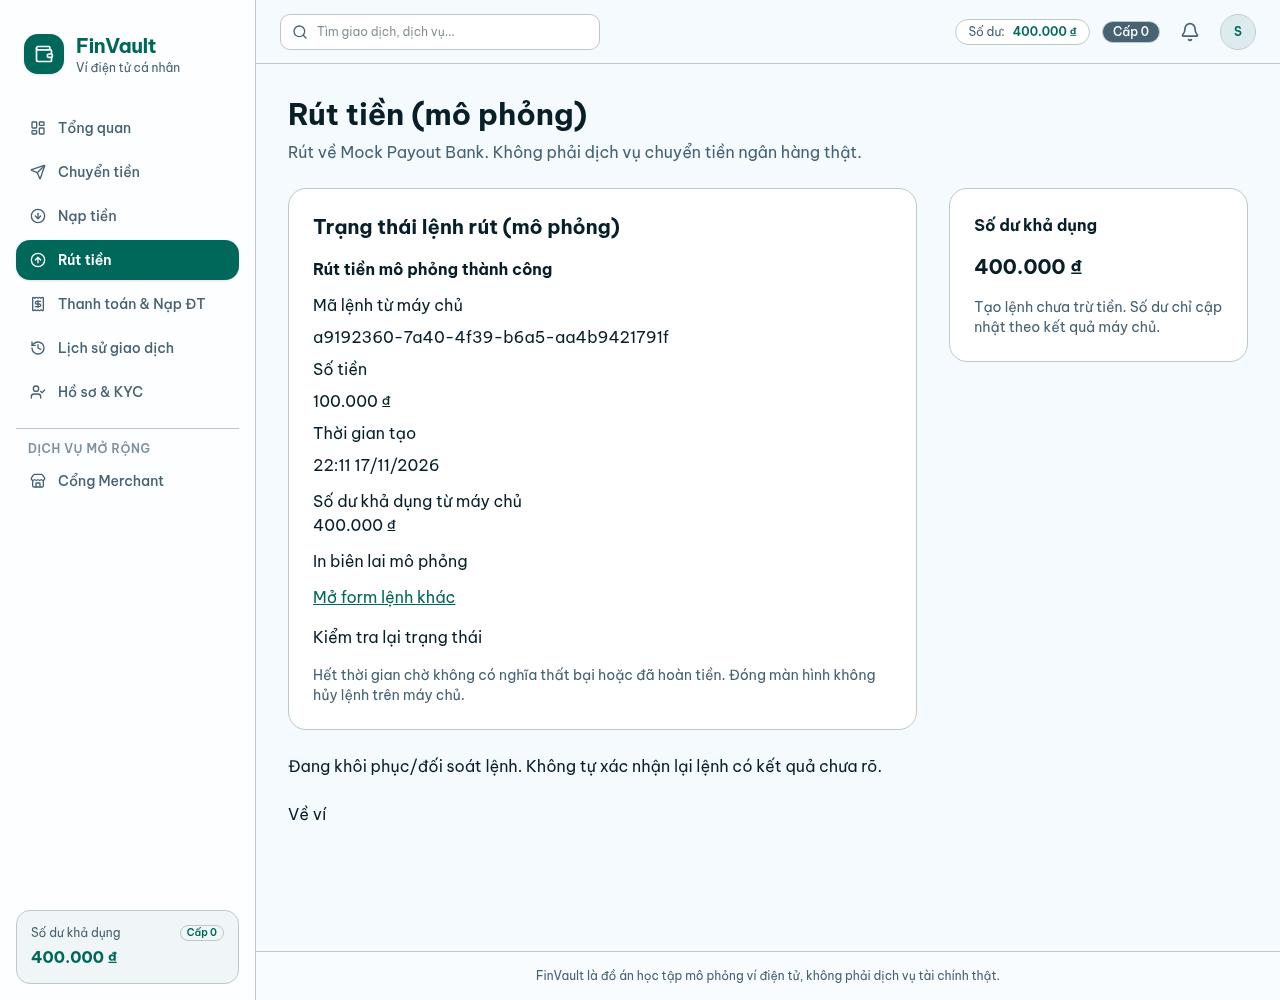 FinVault
Ví điện tử cá nhân
Tổng quan
Chuyển tiền
Nạp tiền
Rút tiền
Thanh toán & Nạp ĐT
Lịch sử giao dịch
Hồ sơ & KYC
DỊCH VỤ MỞ RỘNG
Cổng Merchant
Số dư khả dụng
Cấp 0
400.000 ₫
Tìm giao dịch, dịch vụ...
Số dư: 400.000 ₫
Cấp 0
S
Rút tiền (mô phỏng)
Rút về Mock Payout Bank. Không phải dịch vụ chuyển tiền ngân hàng thật.
Trạng thái lệnh rút (mô phỏng)
Rút tiền mô phỏng thành công
Mã lệnh từ máy chủ
a9192360-7a40-4f39-b6a5-aa4b9421791f
Số tiền
100.000 ₫
Thời gian tạo
22:11 17/11/2026
Số dư khả dụng từ máy chủ
400.000 ₫
In biên lai mô phỏng
Mở form lệnh khác
Kiểm tra lại trạng thái
Hết thời gian chờ không có nghĩa thất bại hoặc đã hoàn tiền. Đóng màn hình không
hủy lệnh trên máy chủ.
Số dư khả dụng
400.000 ₫
Tạo lệnh chưa trừ tiền. Số dư chỉ cập
nhật theo kết quả máy chủ.
Đang khôi phục/đối soát lệnh. Không tự xác nhận lại lệnh có kết quả chưa rõ.
Về ví
FinVault là đồ án học tập mô phỏng ví điện tử, không phải dịch vụ tài chính thật.